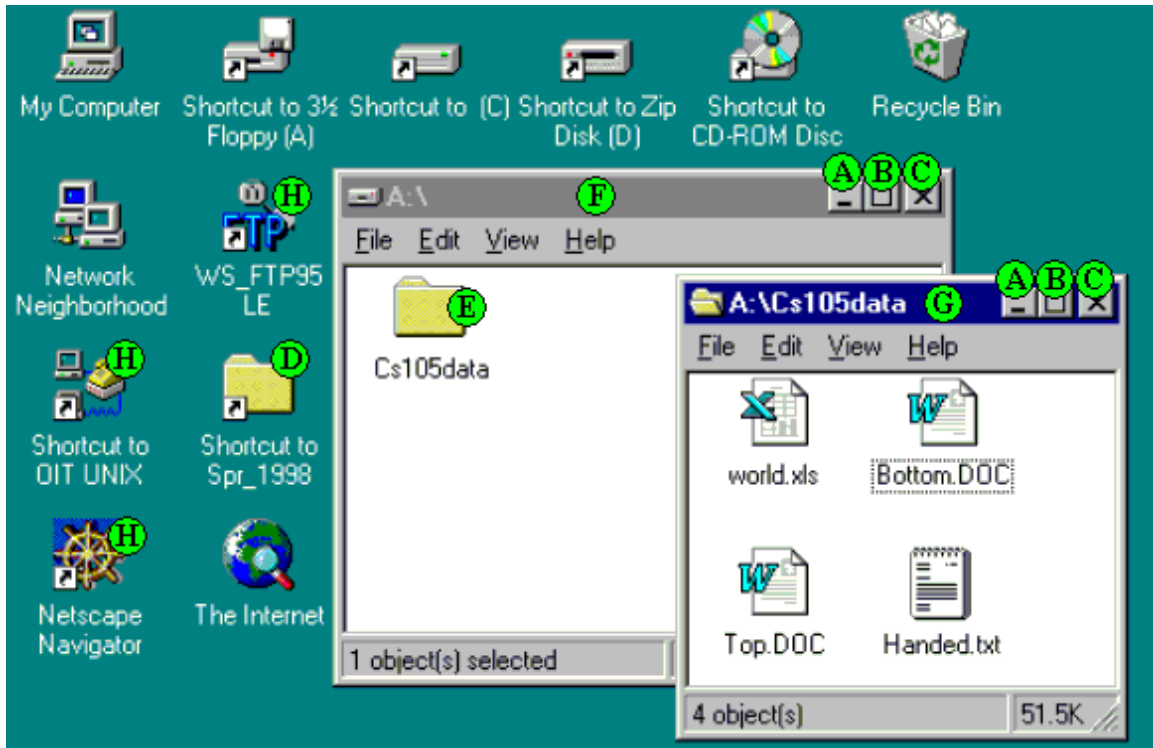 My Computer
Shortcut to 3½
Floppy (A)
Shortcut to (C)
Shortcut to Zip
Disk (D)
Shortcut to
CD-ROM Disc
Recycle Bin
Network
Neighborhood
H
FTP
WS_FTP95
LE
H
Shortcut to
OIT UNIX
D
Shortcut to
Spr_1998
H
Netscape
Navigator
The Internet
A:\
F
A
B
C
File Edit View Help
E
Cs105data
1 object(s) selected
A:\Cs105data
G
A
B
C
File Edit View Help
world.xls
Bottom.DOC
Top.DOC
Handed.txt
4 object(s)
51.5K